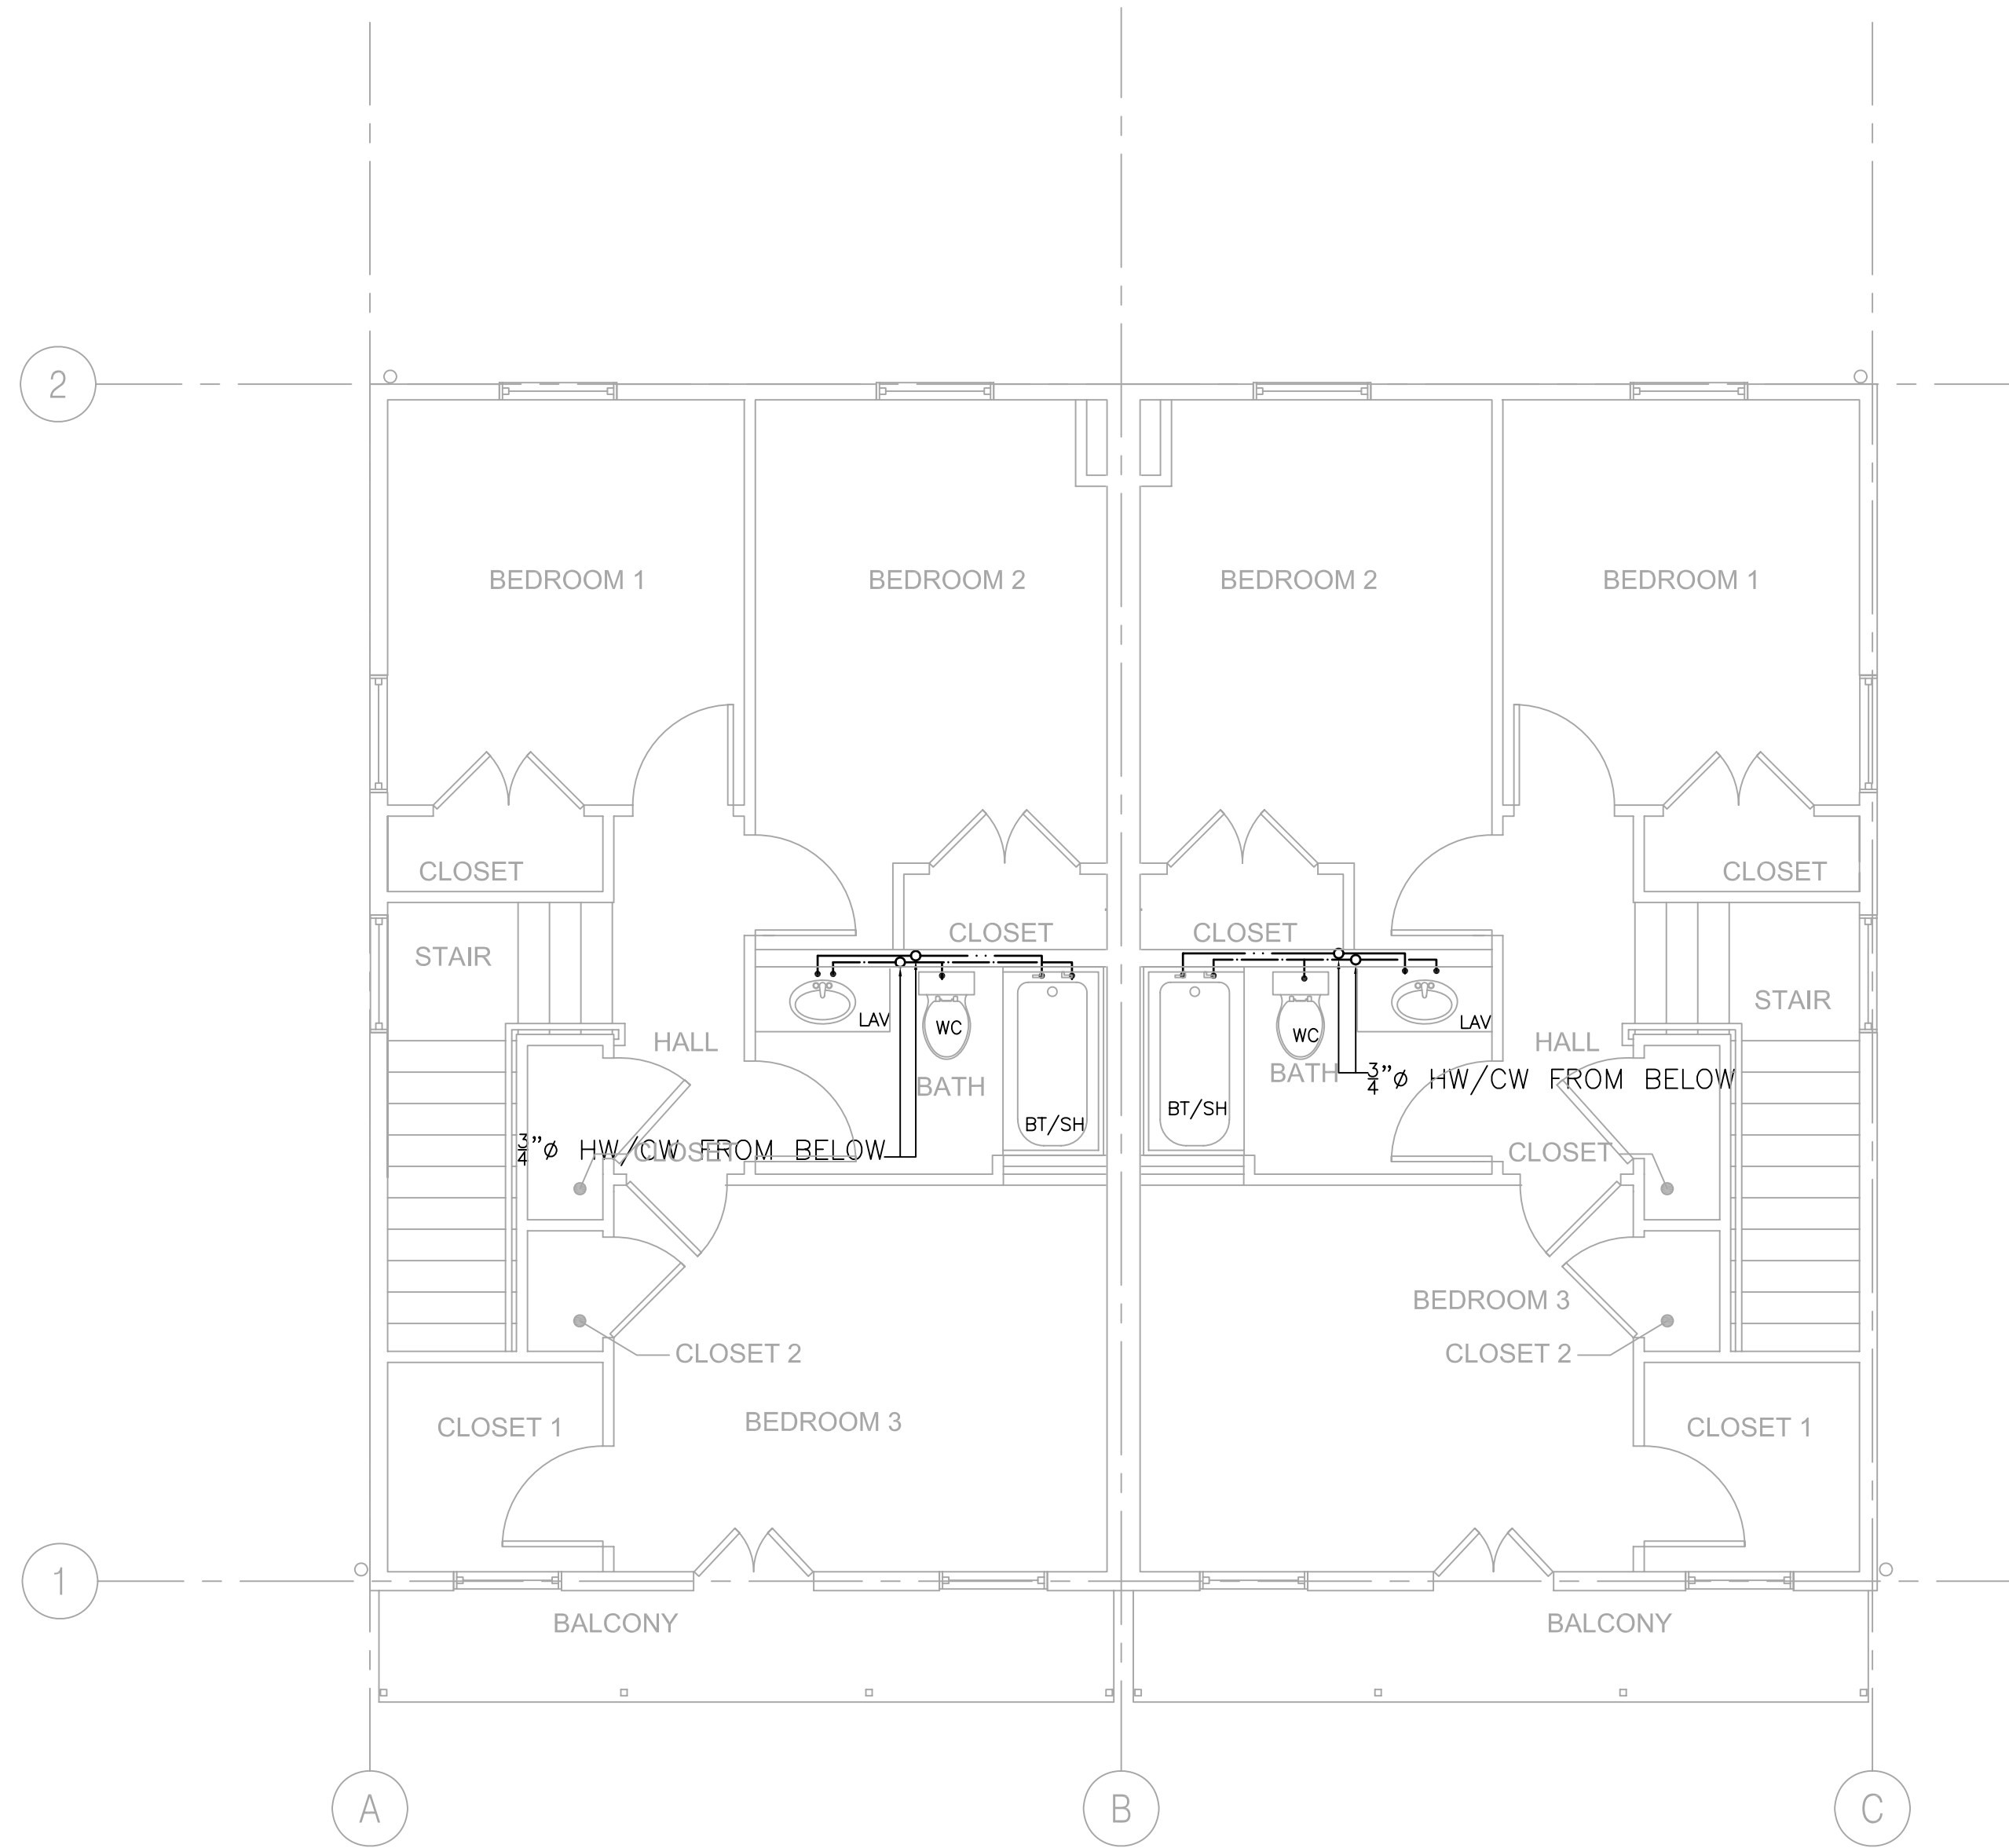 2
BEDROOM 1
BEDROOM 2
BEDROOM 2
BEDROOM 1
CLOSET
CLOSET
CLOSET
CLOSET
STAIR
STAIR
LAV
WC
WC
LAV
HALL
HALL
BATH
BATH
¾"ø HW/CW FROM BELOW
BT/SH
BT/SH
¾"ø HW/CW FROM BELOW
CLOSET
CLOSET
BEDROOM 3
CLOSET 2
CLOSET 2
BEDROOM 3
CLOSET 1
CLOSET 1
1
BALCONY
BALCONY
A
B
C